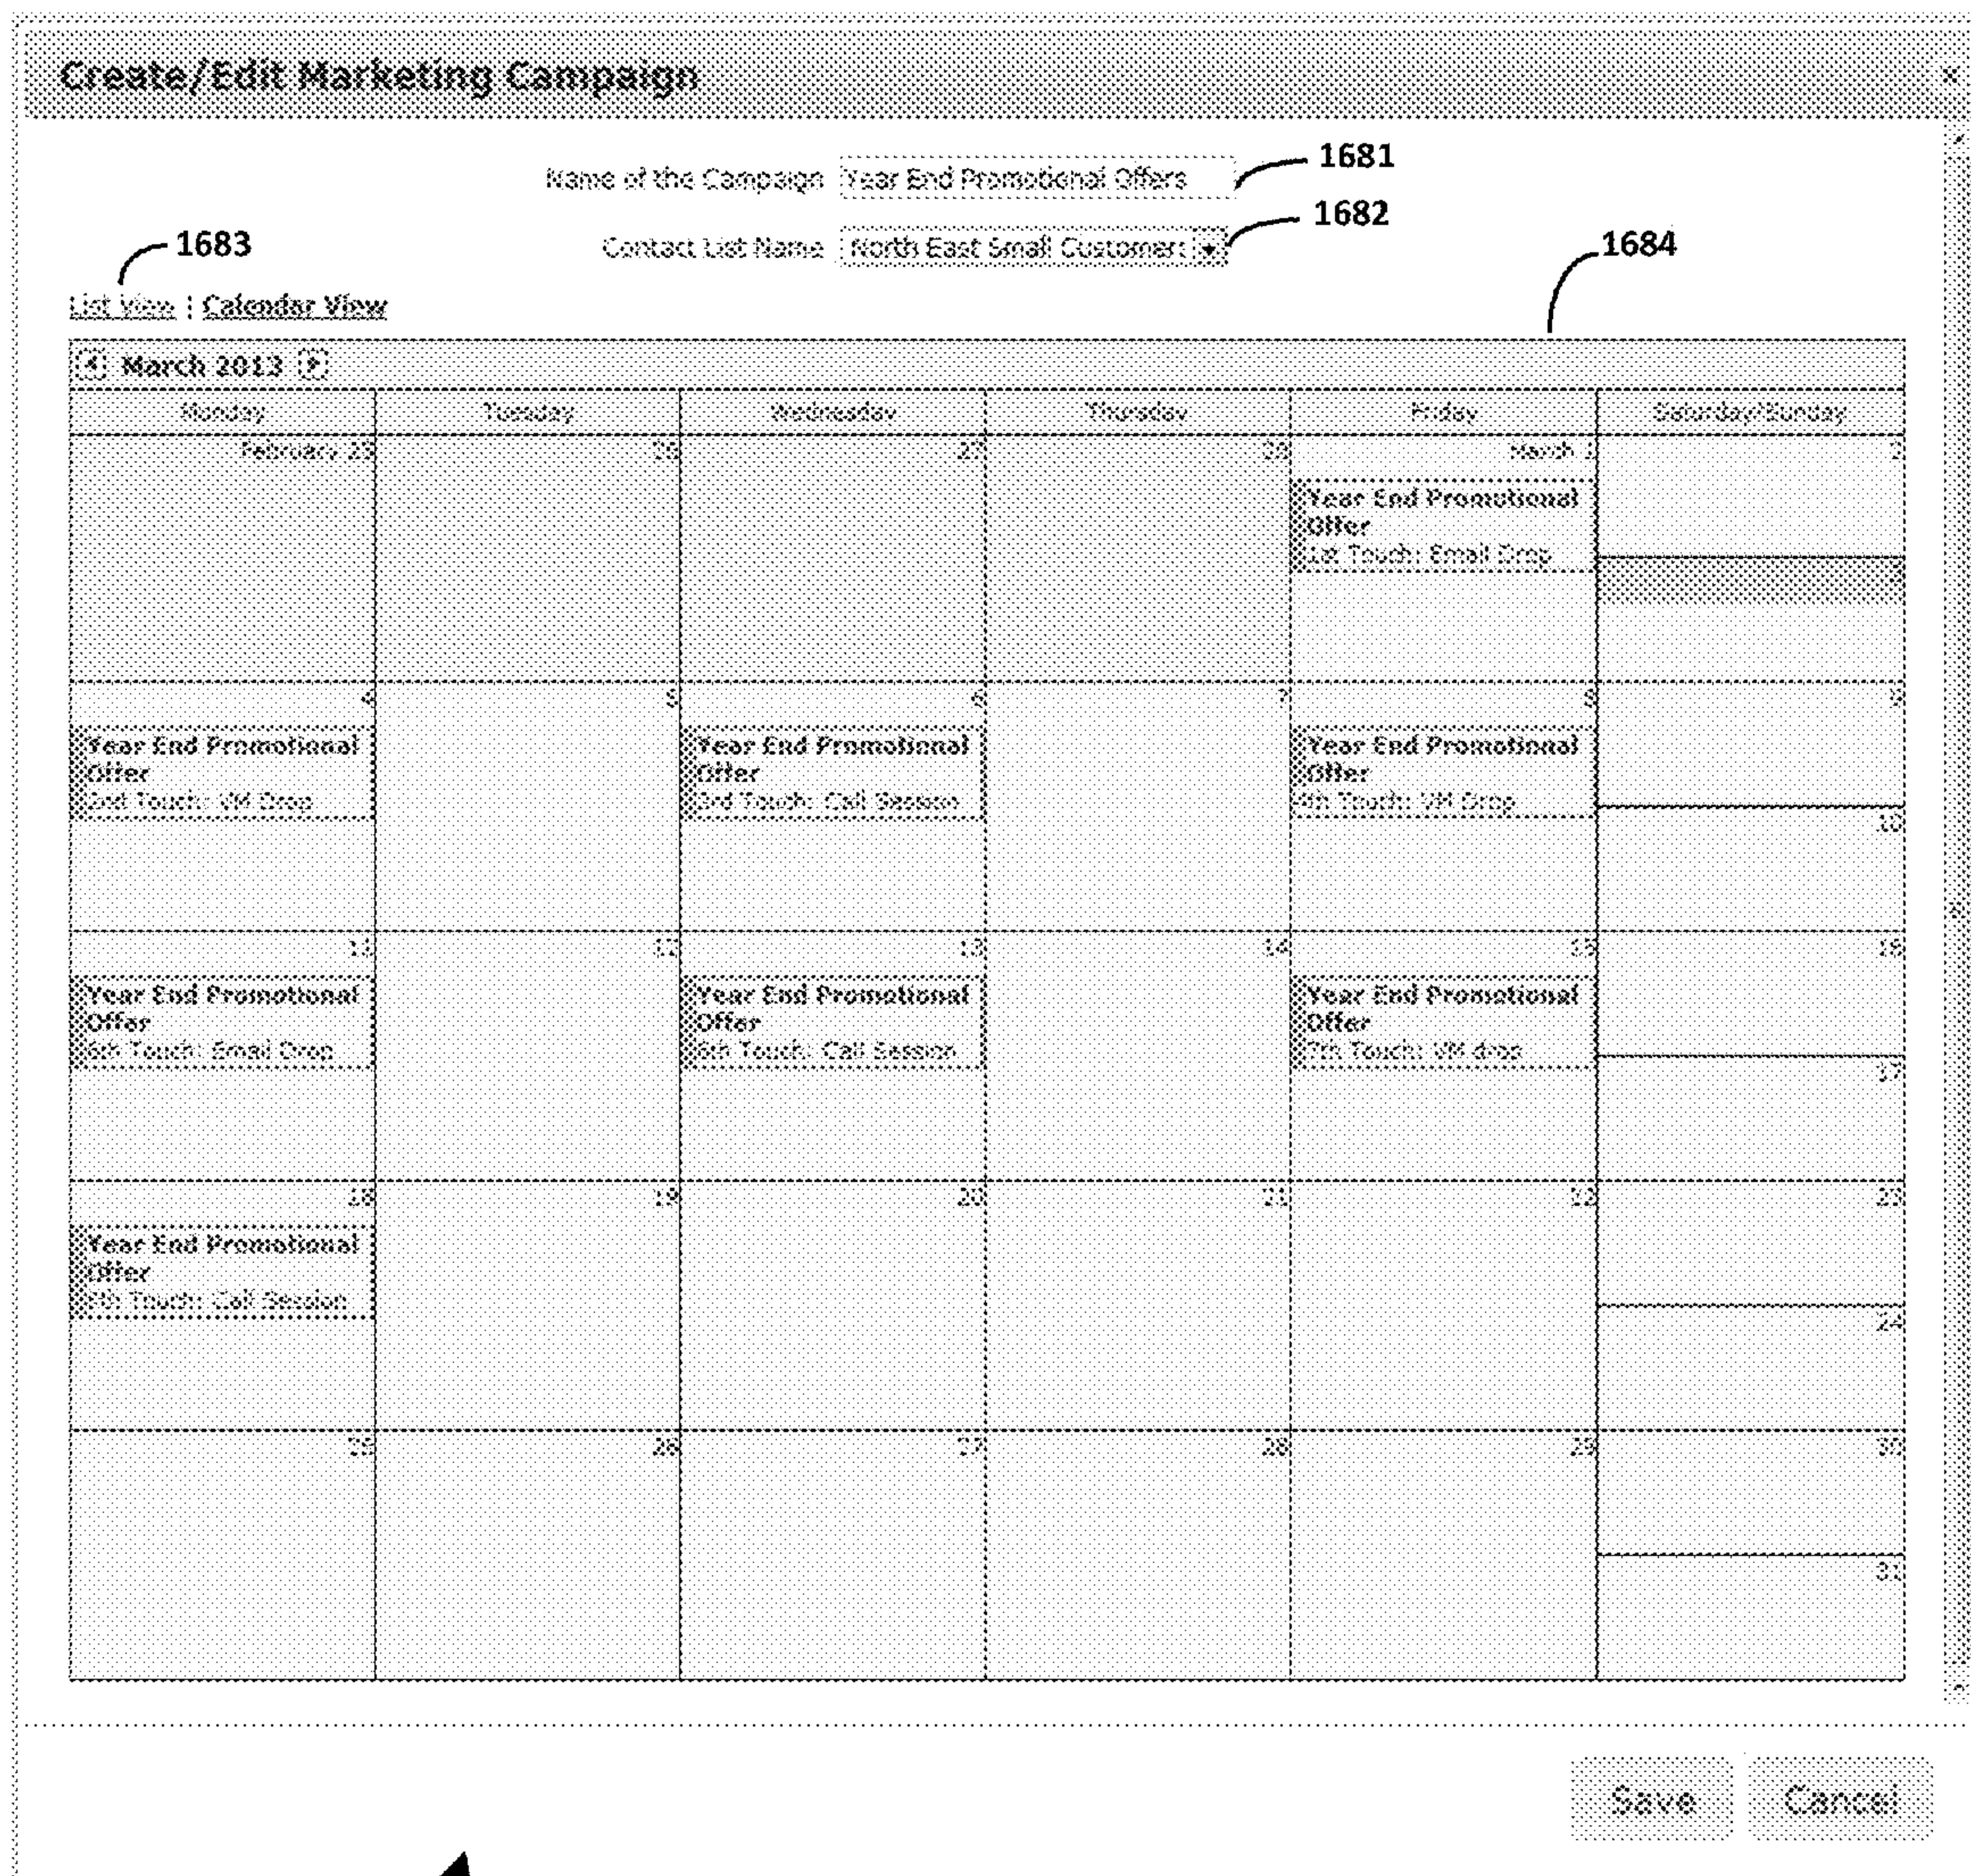 Create/Edit Marketing Campaign
Name of the Campaign Year End Promotional Offers
1681
Contact List Name North East Small Customers
1682
1683
1684
List View | Calendar View
March 2013
Monday Tuesday Wednesday Thursday Friday Saturday/Sunday
February 25 26 27 28 March 1 2
Year End Promotional
Offer
1st Touch: Email Drop
4 5 6 7 8 9
Year End Promotional Year End Promotional Year End Promotional
Offer Offer Offer
2nd Touch: VM Drop 3rd Touch: Call Session 4th Touch: VM Drop
10
11 12 13 14 15 16
Year End Promotional Year End Promotional Year End Promotional
Offer Offer Offer
Touch: Email Drop 6th Touch: Call Session 7th Touch: VM drop
17
18 19 20 21 22 23
Year End Promotional
Offer
8th Touch: Call Session
24
25 26 27 28 29 30
31
Save Cancel